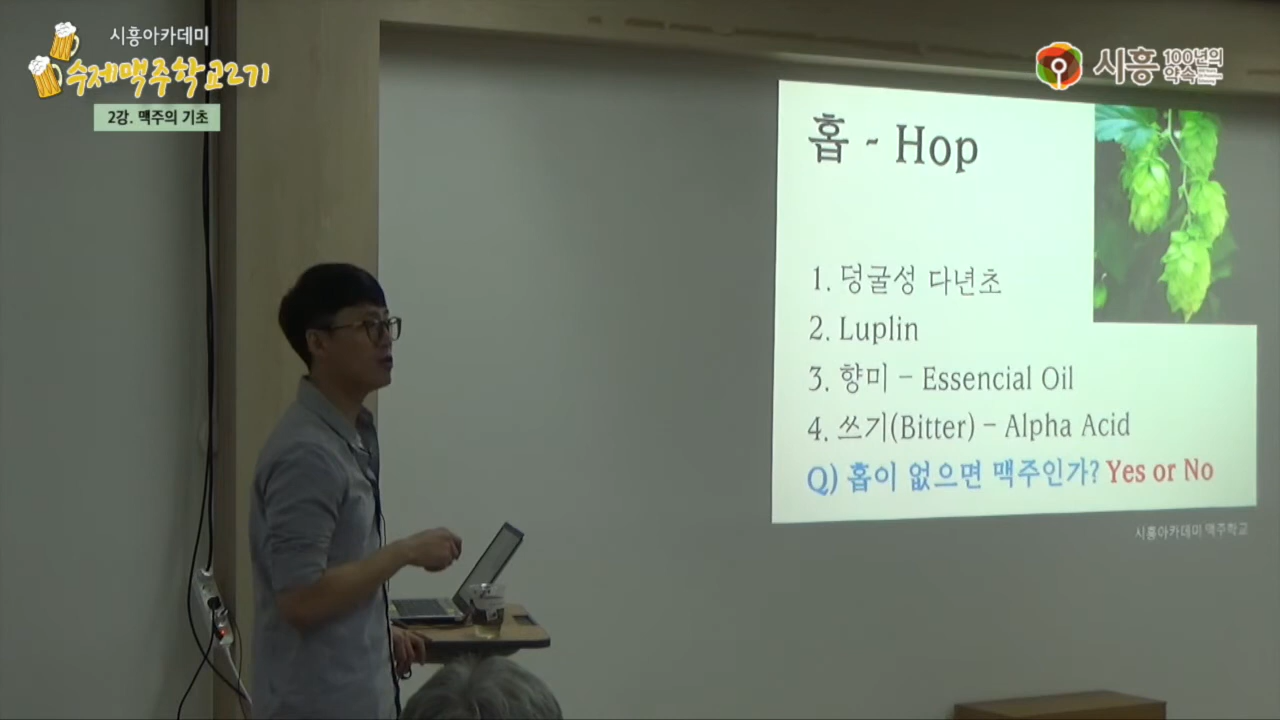 시흥아카데미
수제맥주학교2기
2강. 맥주의 기초
시흥 100년의 약속
홉 - Hop
1. 덩굴성 다년초
2. Luplin
3. 향미 – Essencial Oil
4. 쓰기(Bitter) – Alpha Acid
Q) 홉이 없으면 맥주인가? Yes or No
시흥아카데미 맥주학교